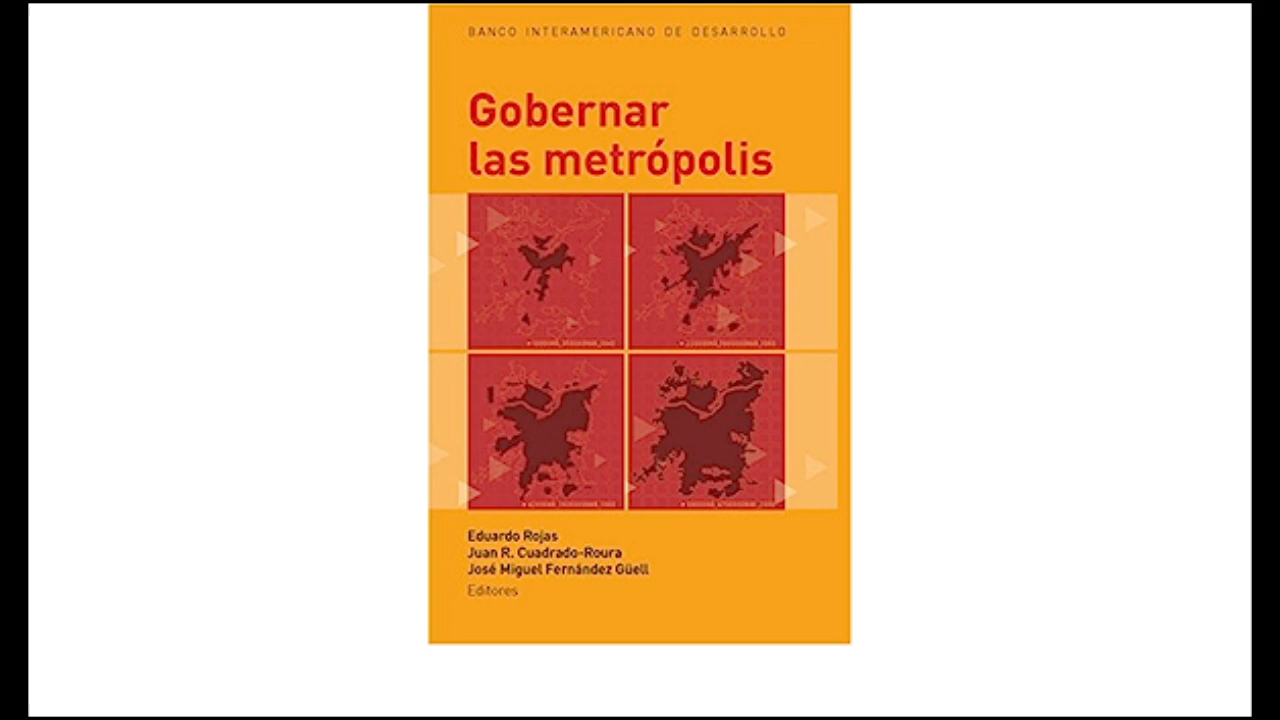 BANCO INTERAMERICANO DE DESARROLLO
Gobernar
las metrópolis
Eduardo Rojas
Juan R. Cuadrado-Roura
José Miguel Fernández Güell
Editores